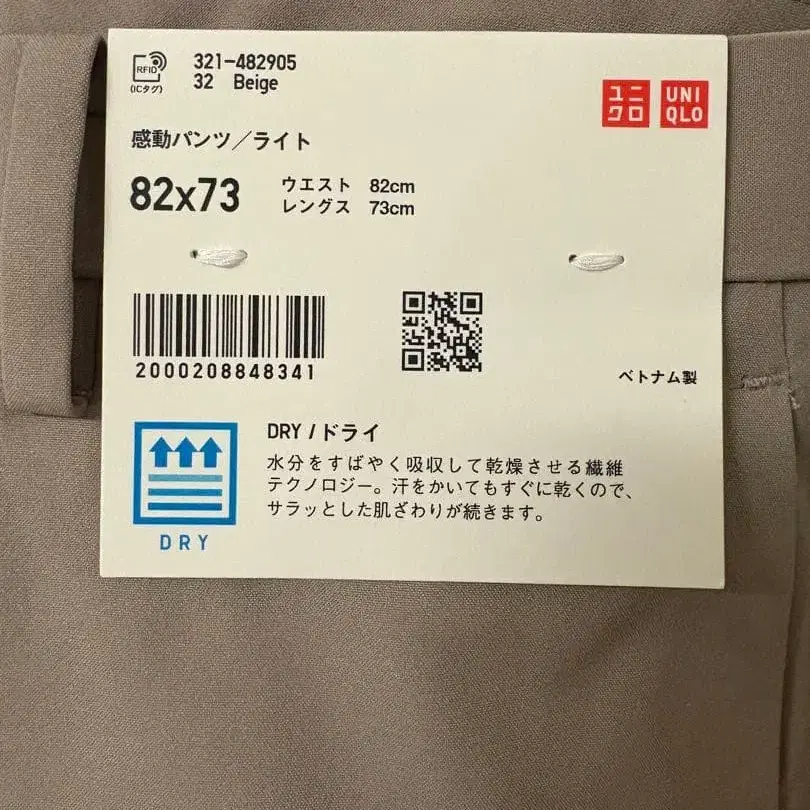 RFID
(ICタグ)
321-482905
32 Beige
ユニ
クロ
UNI
QLO
感動パンツ／ライト
82x73
ウエスト 82cm
レングス 73cm
2000208848341
ベトナム製
DRY / ドライ
水分をすばやく吸収して乾燥させる繊維
テクノロジー。汗をかいてもすぐに乾くので、
サラッとした肌ざわりが続きます。
DRY